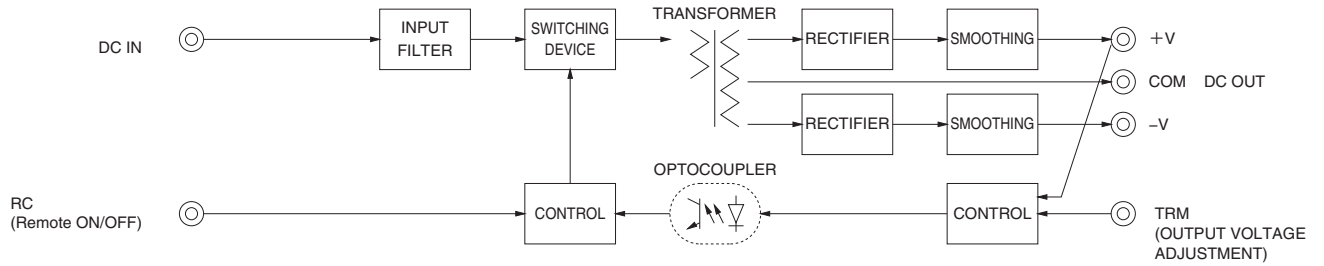 TRANSFORMER
INPUT
FILTER
SWITCHING
DEVICE
RECTIFIER
SMOOTHING
DC IN
+V
COM
DC OUT
RECTIFIER
SMOOTHING
–V
OPTOCOUPLER
RC
(Remote ON/OFF)
CONTROL
CONTROL
TRM
(OUTPUT VOLTAGE
ADJUSTMENT)